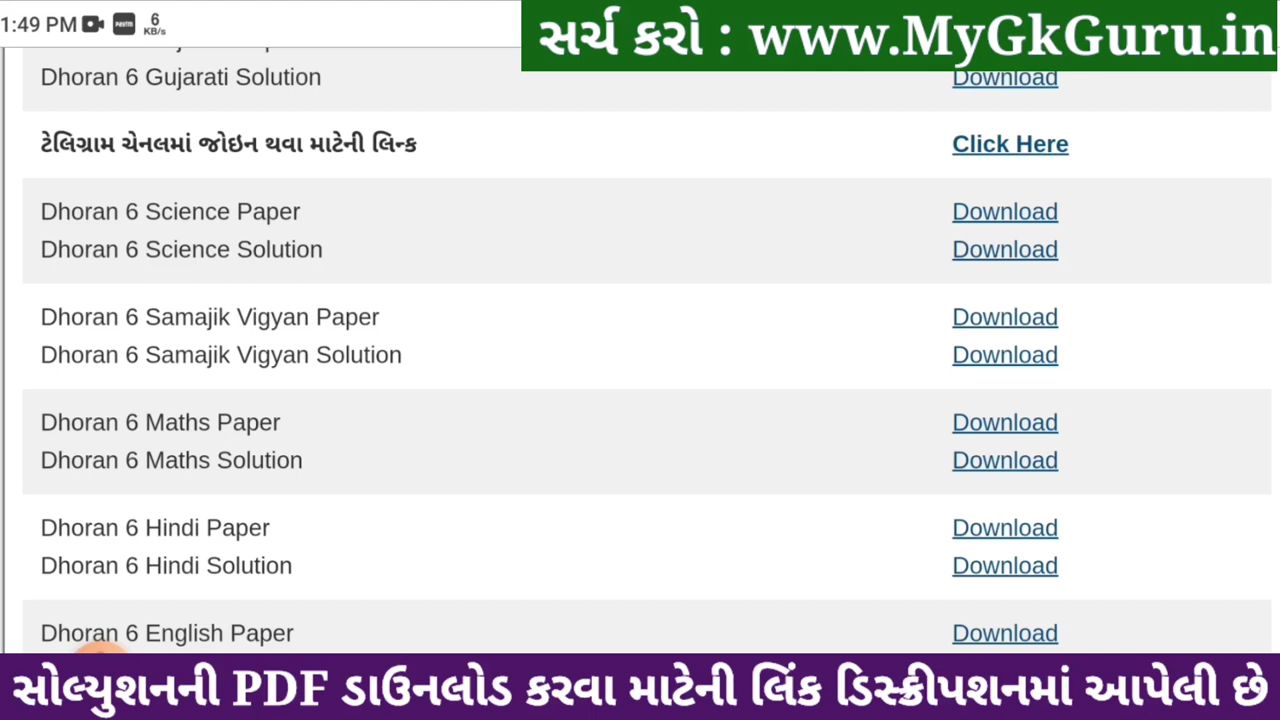 1:49 PM
Paytm
6
KB/s
સર્ચ કરો : www.MyGkGuru.in
Dhoran 6 Gujarati Solution Download
ટેલિગ્રામ ચેનલમાં જોઇન થવા માટેની લિન્ક Click Here
Dhoran 6 Science Paper Download
Dhoran 6 Science Solution Download
Dhoran 6 Samajik Vigyan Paper Download
Dhoran 6 Samajik Vigyan Solution Download
Dhoran 6 Maths Paper Download
Dhoran 6 Maths Solution Download
Dhoran 6 Hindi Paper Download
Dhoran 6 Hindi Solution Download
Dhoran 6 English Paper Download
સોલ્યુશનની PDF ડાઉનલોડ કરવા માટેની લિંક ડિસ્ક્રીપશનમાં આપેલી છે